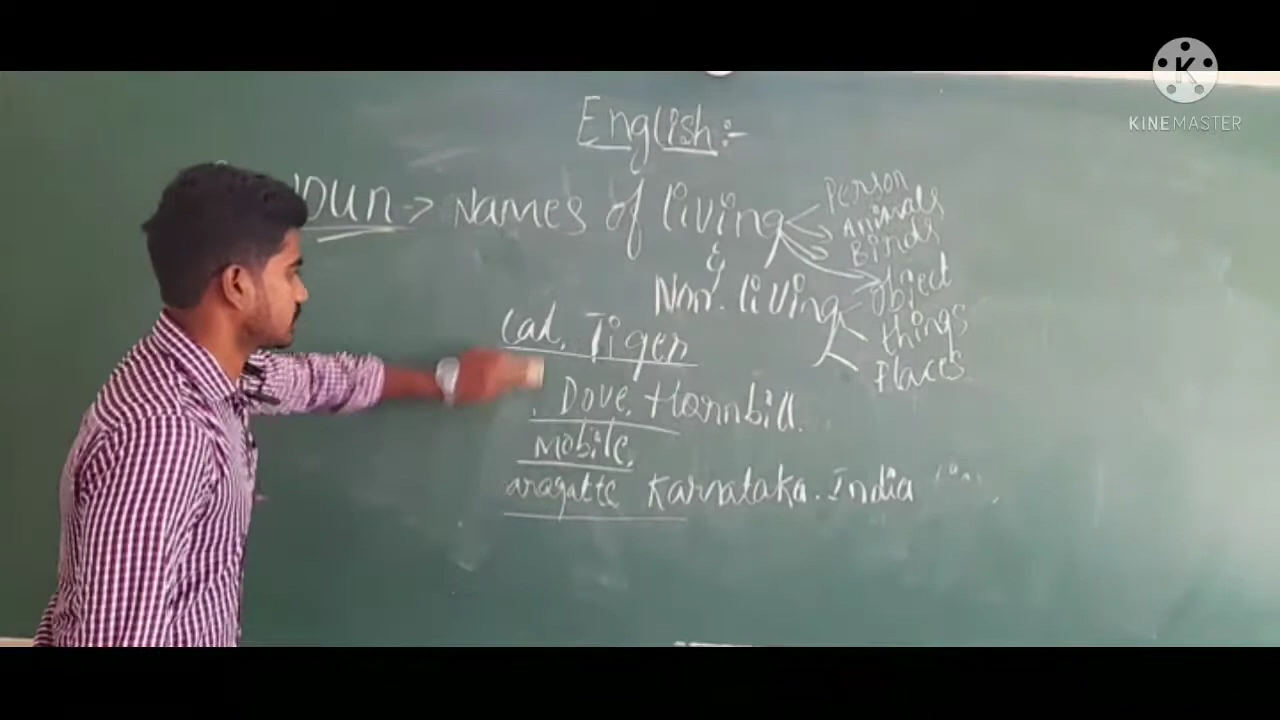 KINEMASTER
English:-
NOUN -> Names of living
Person
Animals
Birds
&
Non. living
object
things
Places
Cat. Tiger
. Dove. Hornbill.
Mobile.
Karnataka. India